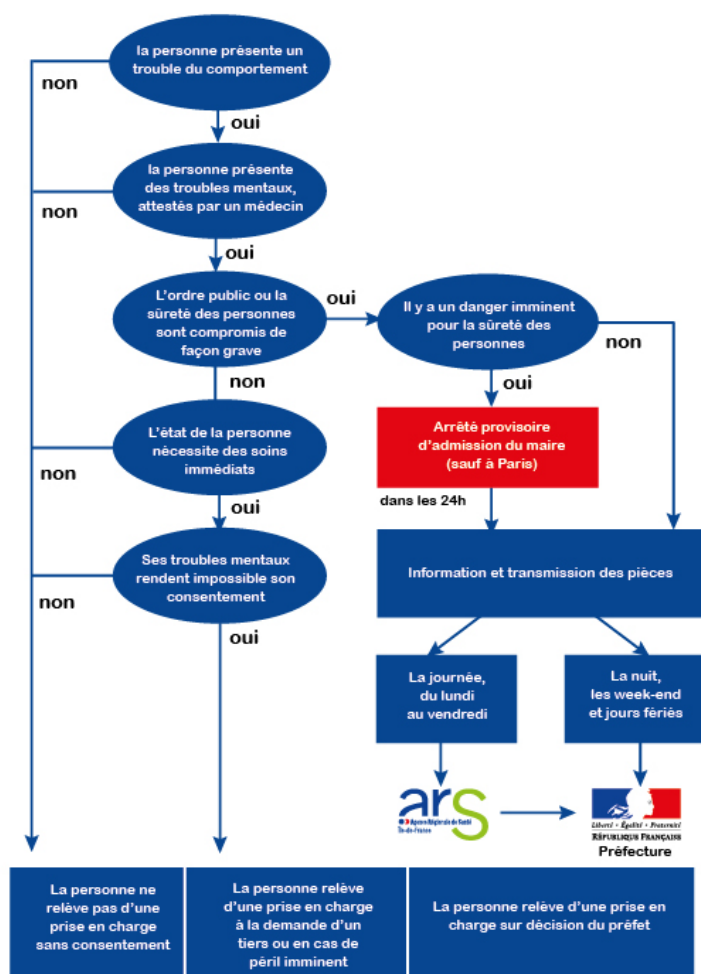 la personne présente un
trouble du comportement
non
oui
la personne présente
des troubles mentaux,
attestés par un médecin
non
oui
L'ordre public ou la
sûreté des personnes
sont compromis de
façon grave
oui
Il y a un danger imminent
pour la sûreté des
personnes
non
non
oui
Arrêté provisoire
d'admission du maire
(sauf à Paris)
L'état de la personne
nécessite des soins
immédiats
non
oui
dans les 24h
Ses troubles mentaux
rendent impossible son
consentement
non
oui
Information et transmission des pièces
La journée,
du lundi
au vendredi
La nuit,
les week-end
et jours fériés
ars
Agence Régionale de Santé
Île-de-France
Liberté • Égalité • Fraternité
RÉPUBLIQUE FRANÇAISE
Préfecture
La personne ne
relève pas d'une
prise en charge
sans consentement
La personne relève
d'une prise en charge
à la demande d'un
tiers ou en cas de
péril imminent
La personne relève d'une prise en
charge sur décision du préfet